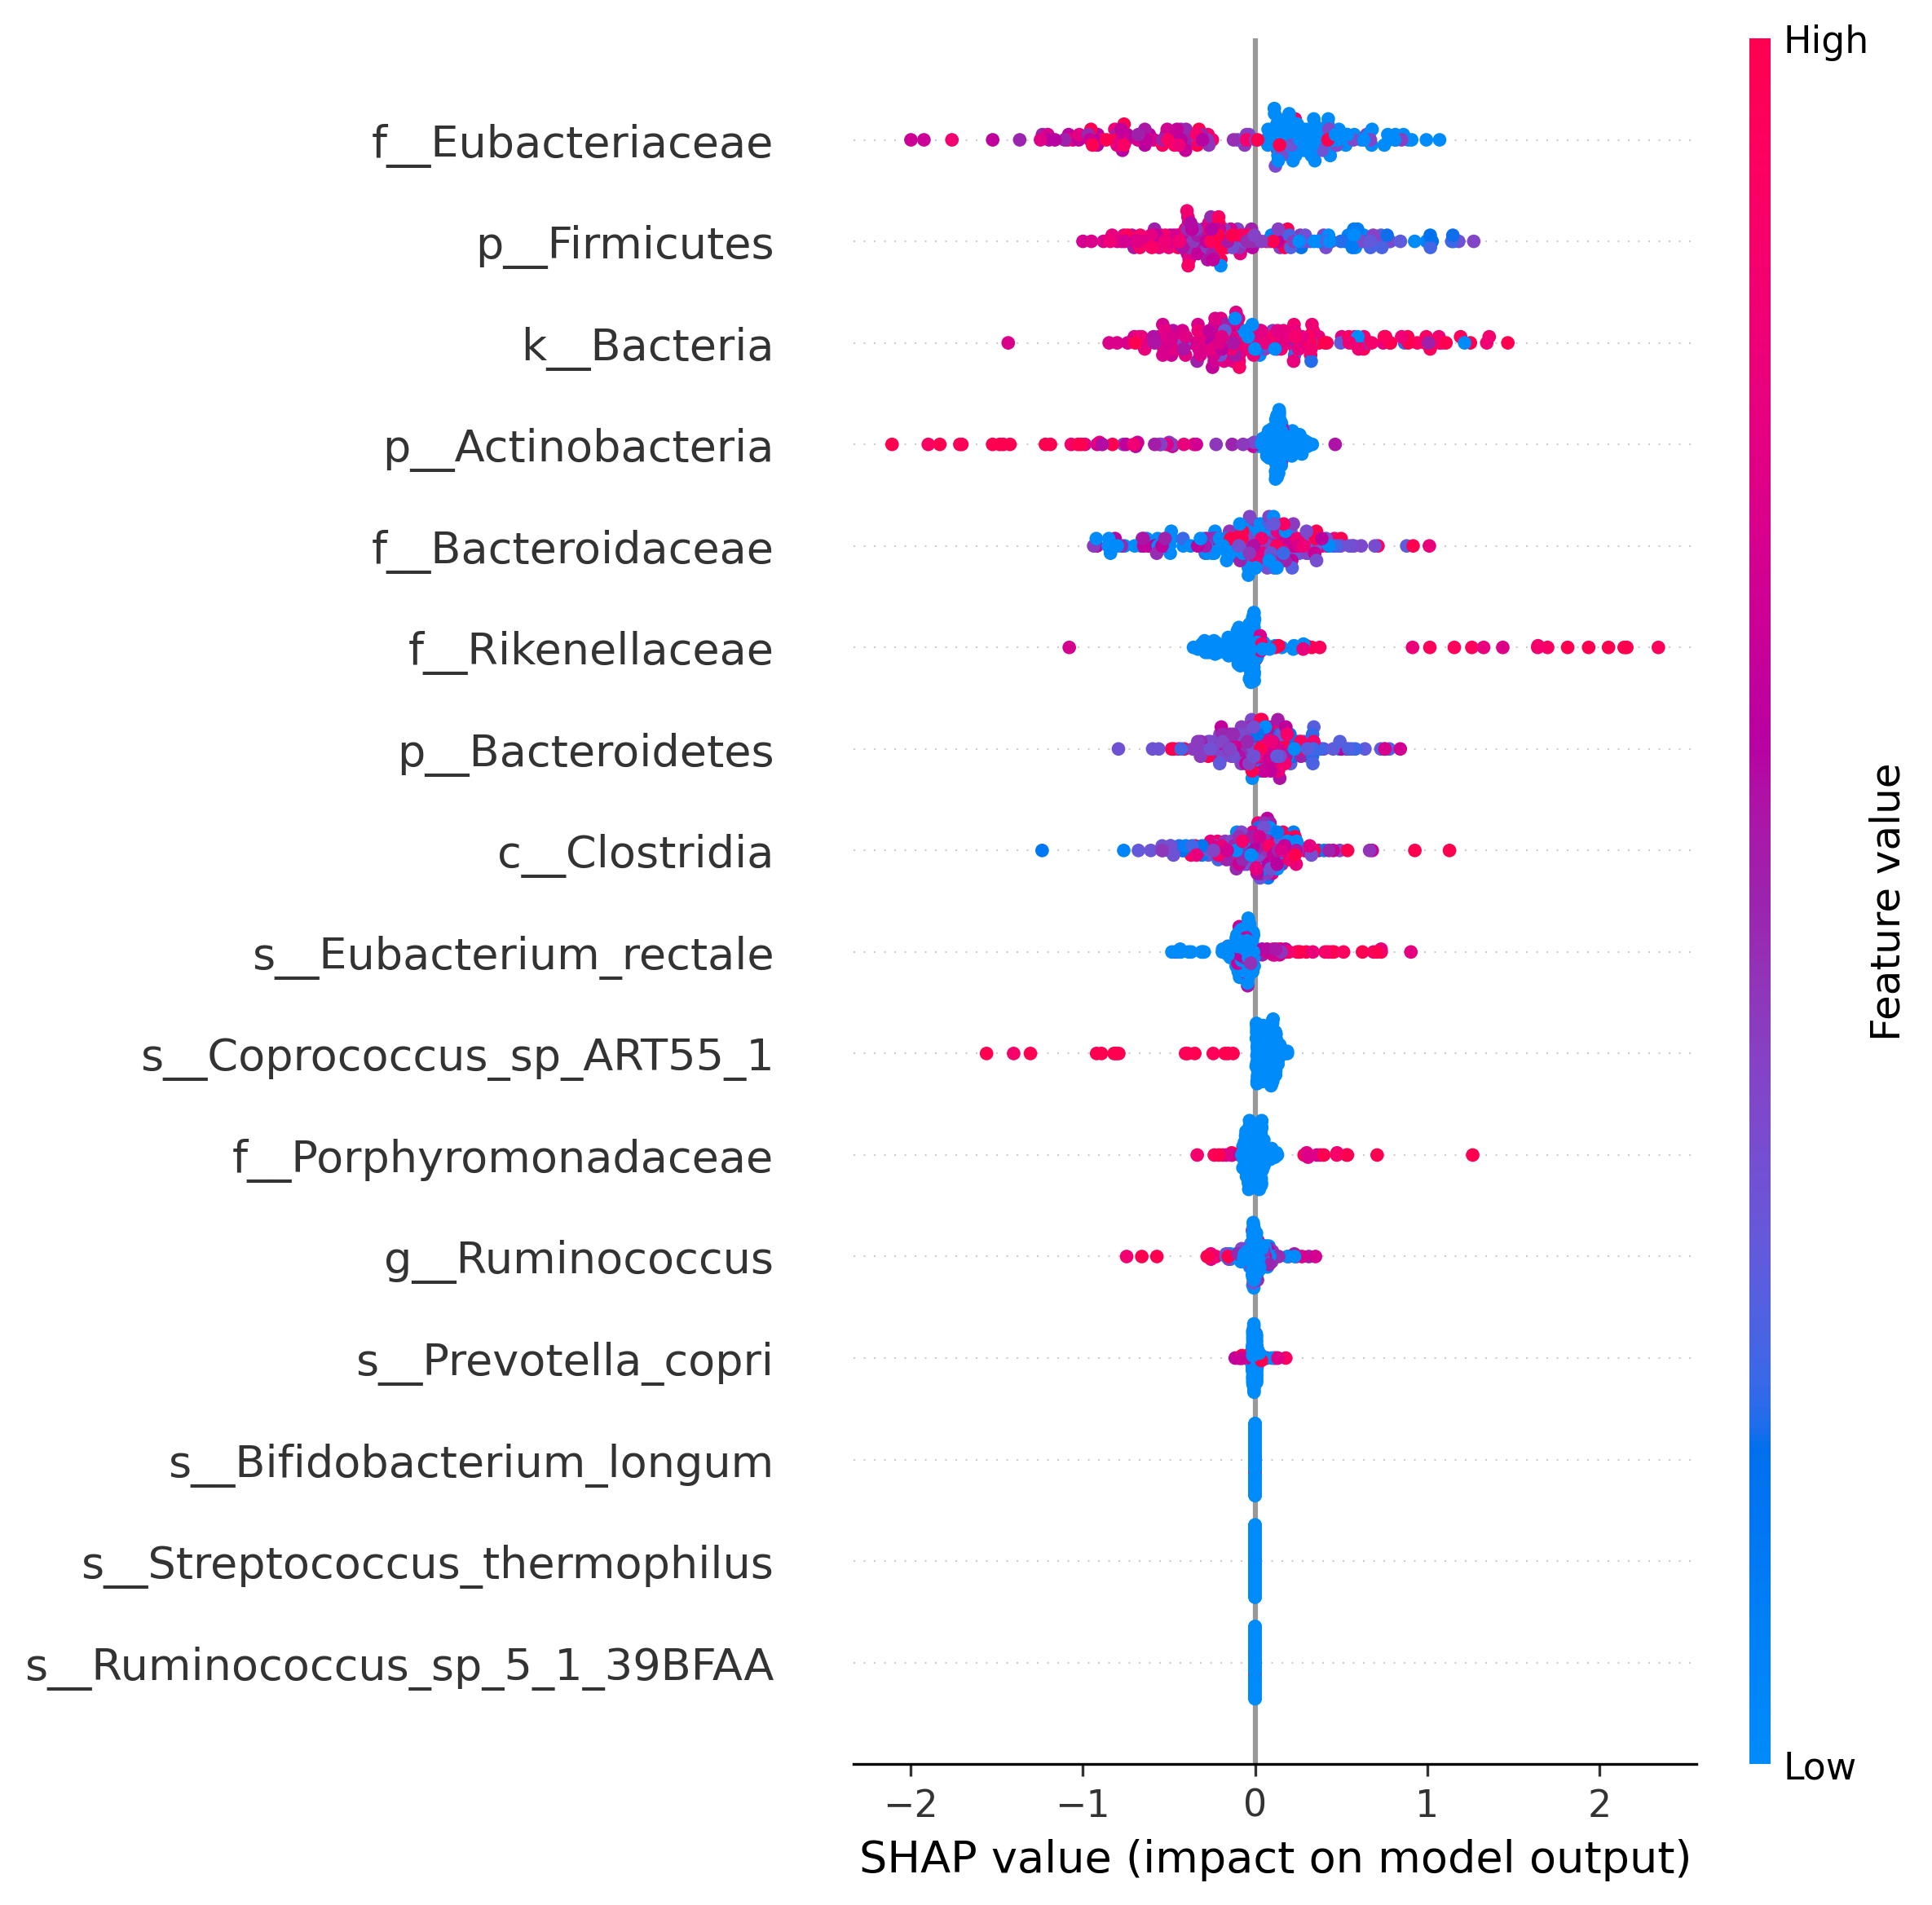 High
f__Eubacteriaceae
p__Firmicutes
k__Bacteria
p__Actinobacteria
f__Bacteroidaceae
f__Rikenellaceae
p__Bacteroidetes
c__Clostridia
s__Eubacterium_rectale
s__Coprococcus_sp_ART55_1
f__Porphyromonadaceae
g__Ruminococcus
s__Prevotella_copri
s__Bifidobacterium_longum
s__Streptococcus_thermophilus
s__Ruminococcus_sp_5_1_39BFAA
Feature value
Low
−2 −1 0 1 2
SHAP value (impact on model output)